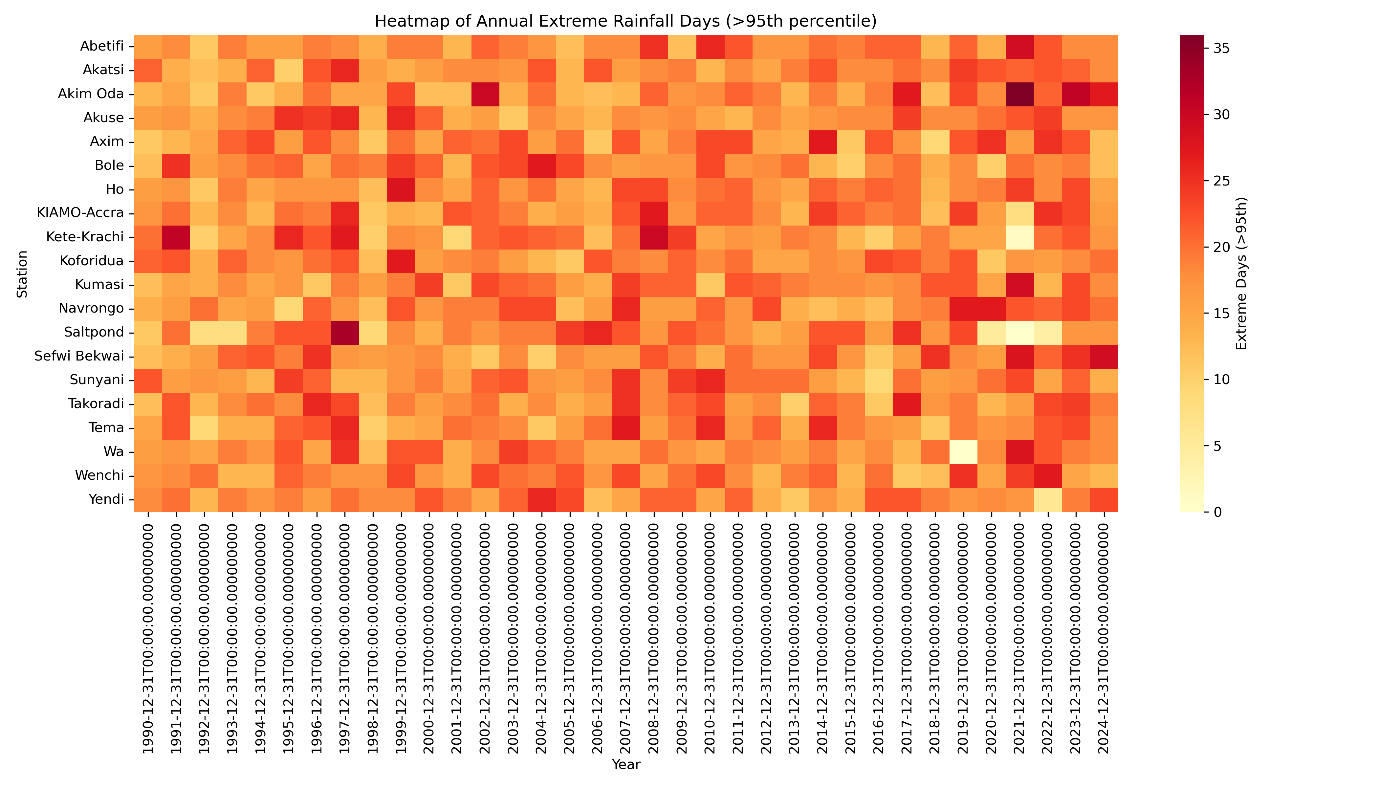 Heatmap of Annual Extreme Rainfall Days (>95th percentile)
Station
Abetifi
Akatsi
Akim Oda
Akuse
Axim
Bole
Ho
KIAMO-Accra
Kete-Krachi
Koforidua
Kumasi
Navrongo
Saltpond
Sefwi Bekwai
Sunyani
Takoradi
Tema
Wa
Wenchi
Yendi
1990-12-31T00:00:00.000000000
1991-12-31T00:00:00.000000000
1992-12-31T00:00:00.000000000
1993-12-31T00:00:00.000000000
1994-12-31T00:00:00.000000000
1995-12-31T00:00:00.000000000
1996-12-31T00:00:00.000000000
1997-12-31T00:00:00.000000000
1998-12-31T00:00:00.000000000
1999-12-31T00:00:00.000000000
2000-12-31T00:00:00.000000000
2001-12-31T00:00:00.000000000
2002-12-31T00:00:00.000000000
2003-12-31T00:00:00.000000000
2004-12-31T00:00:00.000000000
2005-12-31T00:00:00.000000000
2006-12-31T00:00:00.000000000
2007-12-31T00:00:00.000000000
2008-12-31T00:00:00.000000000
2009-12-31T00:00:00.000000000
2010-12-31T00:00:00.000000000
2011-12-31T00:00:00.000000000
2012-12-31T00:00:00.000000000
2013-12-31T00:00:00.000000000
2014-12-31T00:00:00.000000000
2015-12-31T00:00:00.000000000
2016-12-31T00:00:00.000000000
2017-12-31T00:00:00.000000000
2018-12-31T00:00:00.000000000
2019-12-31T00:00:00.000000000
2020-12-31T00:00:00.000000000
2021-12-31T00:00:00.000000000
2022-12-31T00:00:00.000000000
2023-12-31T00:00:00.000000000
2024-12-31T00:00:00.000000000
Year
35
30
25
20
15
10
5
0
Extreme Days (>95th)